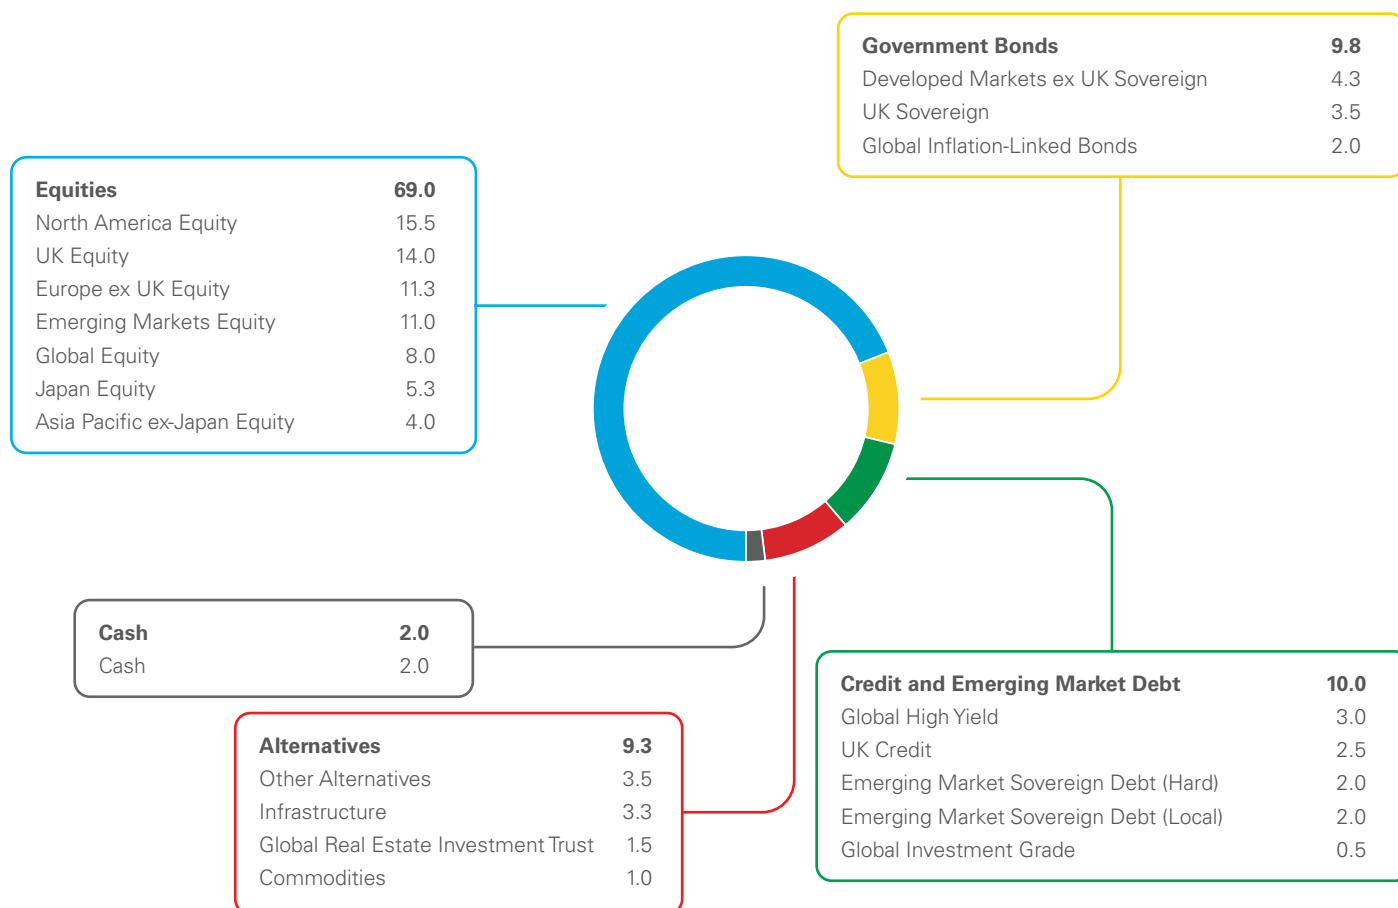 Government Bonds 9.8
Developed Markets ex UK Sovereign 4.3
UK Sovereign 3.5
Global Inflation-Linked Bonds 2.0
Equities 69.0
North America Equity 15.5
UK Equity 14.0
Europe ex UK Equity 11.3
Emerging Markets Equity 11.0
Global Equity 8.0
Japan Equity 5.3
Asia Pacific ex-Japan Equity 4.0
Cash 2.0
Cash 2.0
Alternatives 9.3
Other Alternatives 3.5
Infrastructure 3.3
Global Real Estate Investment Trust 1.5
Commodities 1.0
Credit and Emerging Market Debt 10.0
Global High Yield 3.0
UK Credit 2.5
Emerging Market Sovereign Debt (Hard) 2.0
Emerging Market Sovereign Debt (Local) 2.0
Global Investment Grade 0.5